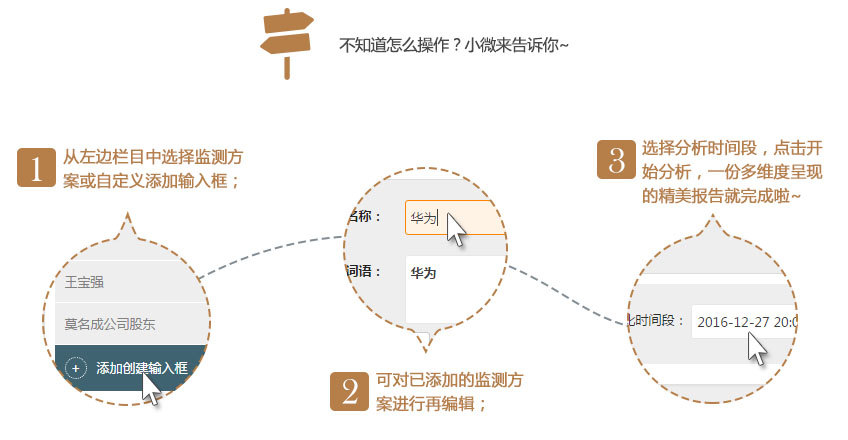 不知道怎么操作？小微来告诉你~
1
从左边栏目中选择监测方
案或自定义添加输入框；
王宝强
莫名成公司股东
+ 添加创建输入框
名称： 华为
词语： 华为
2
可对已添加的监测方
案进行再编辑；
3
选择分析时间段，点击开
始分析，一份多维度呈现
的精美报告就完成啦~
时间段： 2016-12-27 20:0